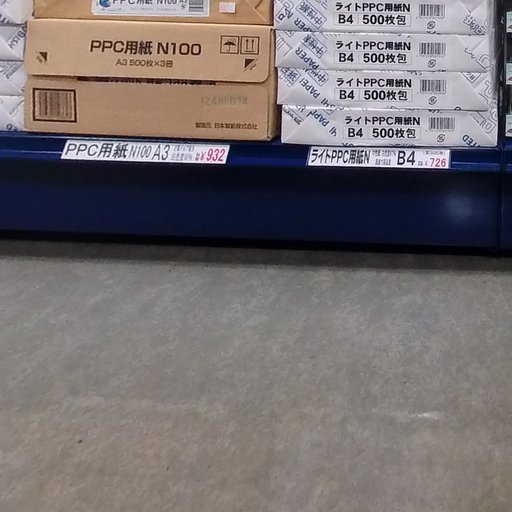 PPC用紙 N100 A
PPC用紙 N100
A3 500枚×3冊
製造元 日本製紙株式会社
PPC用紙 N100 A3 ¥932
ライトPPC用紙N
B4 500枚包
ライトPPC用紙N
B4 500枚包
ライトPPC用紙N
B4 500枚包
ライトPPC用紙N
B4 500枚包
ライトPPC用紙N B4 ¥726